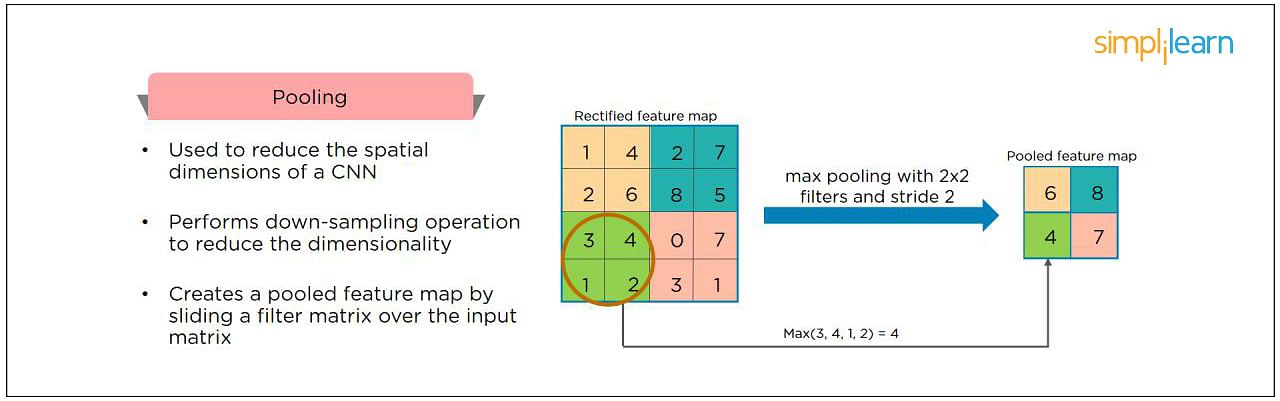 simplilearn
Pooling
• Used to reduce the spatial
dimensions of a CNN
• Performs down-sampling operation
to reduce the dimensionality
• Creates a pooled feature map by
sliding a filter matrix over the input
matrix
Rectified feature map
1 4 2 7
2 6 8 5
3 4 0 7
1 2 3 1
max pooling with 2x2
filters and stride 2
Pooled feature map
6 8
4 7
Max(3, 4, 1, 2) = 4